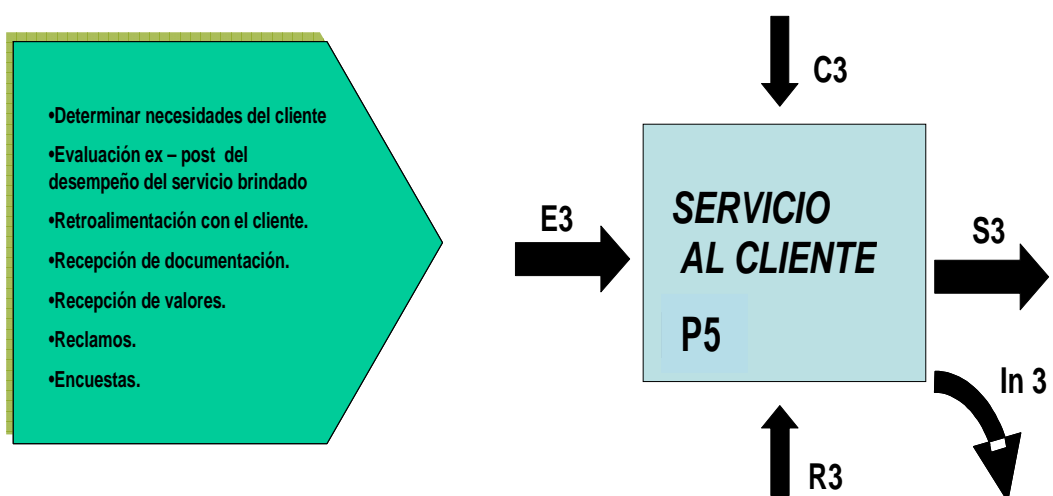 •Determinar necesidades del cliente
•Evaluación ex – post del
desempeño del servicio brindado
•Retroalimentación con el cliente.
•Recepción de documentación.
•Recepción de valores.
•Reclamos.
•Encuestas.
C3
E3
SERVICIO
AL CLIENTE
P5
S3
In 3
R3